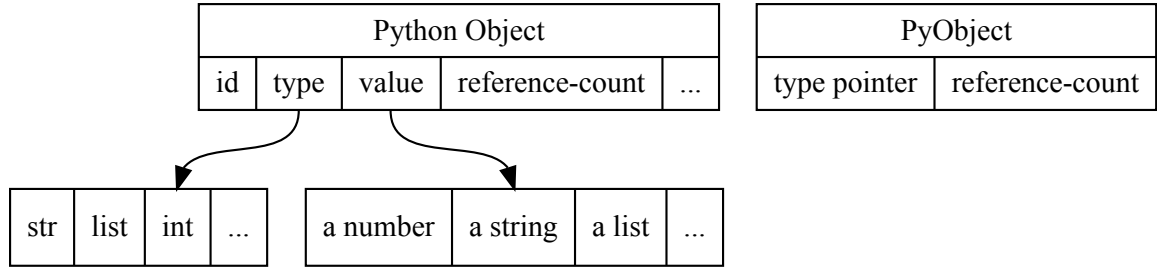 Python Object
id type value reference-count ...
PyObject
type pointer reference-count
str list int ...
a number a string a list ...